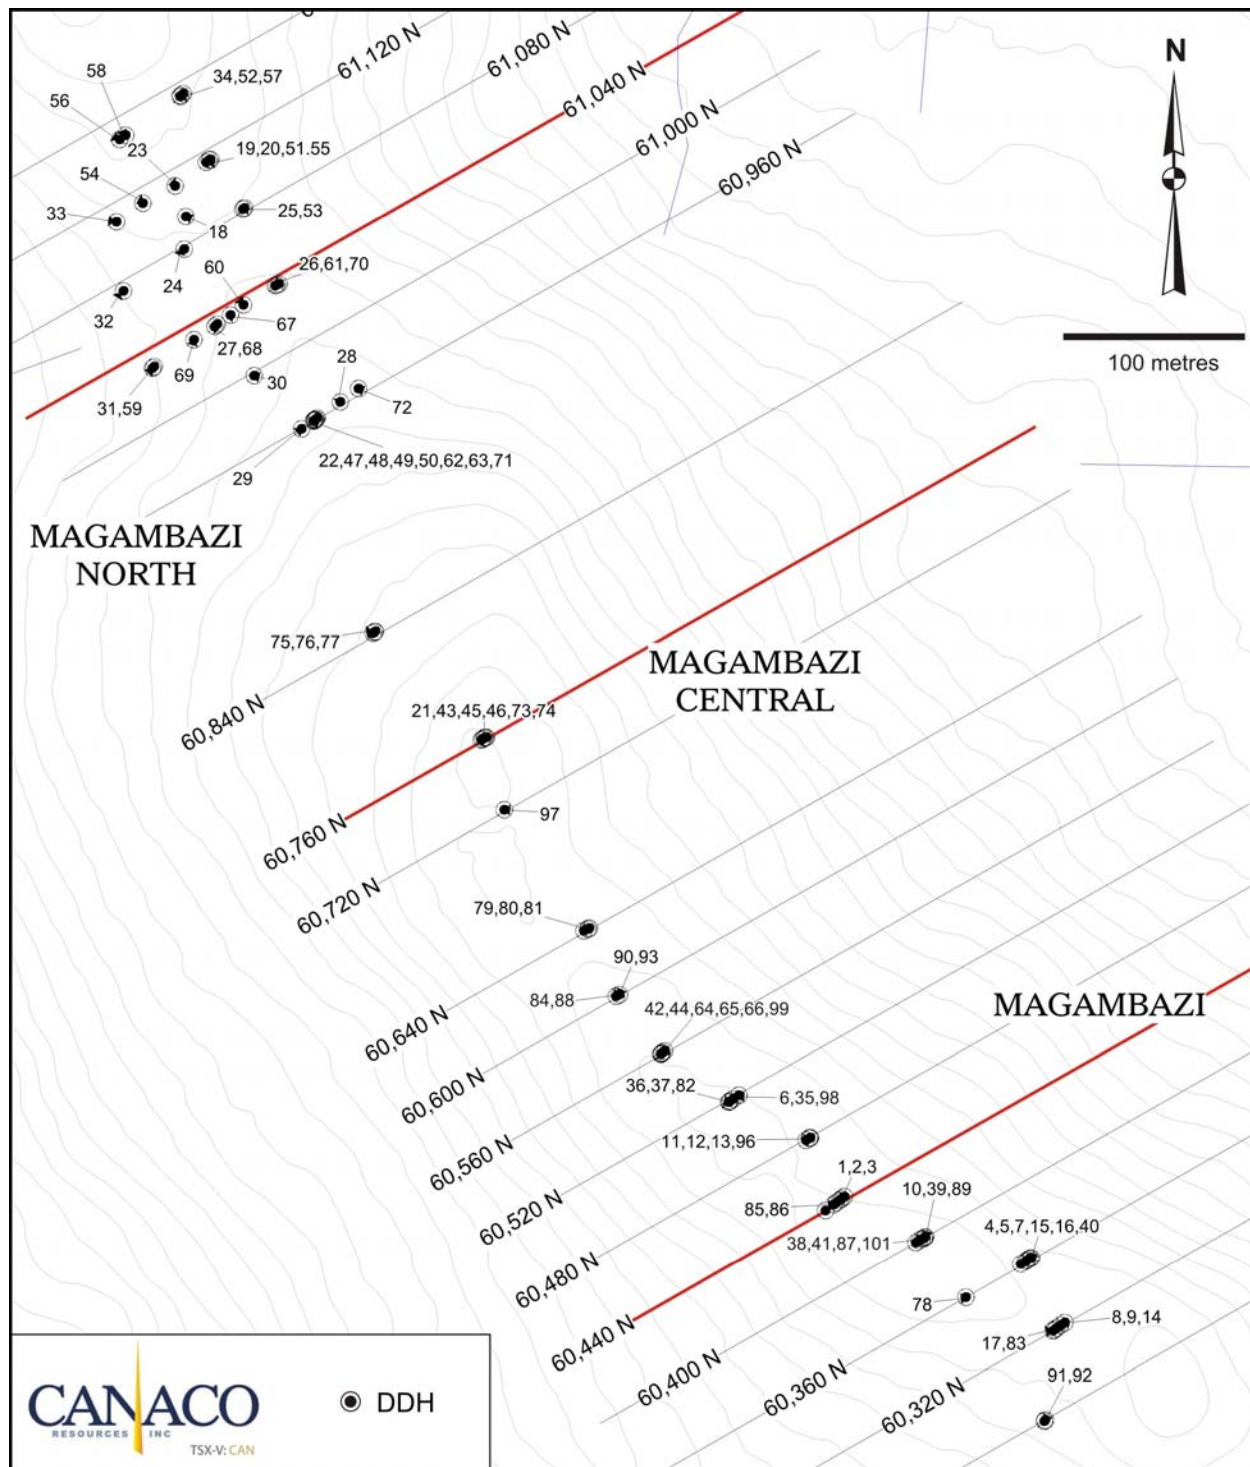 61,120 N
61,080 N
61,040 N
61,000 N
60,960 N
N
100 metres
58
34,52,57
56
23
19,20,51.55
54
33
18
25,53
24
60
26,61,70
32
67
27,68
69
30
28
72
31,59
29
22,47,48,49,50,62,63,71
MAGAMBAZI
NORTH
75,76,77
MAGAMBAZI
CENTRAL
60,840 N
21,43,45,46,73,74
97
60,760 N
60,720 N
79,80,81
90,93
84,88
42,44,64,65,66,99
MAGAMBAZI
60,640 N
60,600 N
36,37,82
6,35,98
11,12,13,96
60,560 N
1,2,3
85,86
10,39,89
60,520 N
38,41,87,101
4,5,7,15,16,40
60,480 N
78
60,440 N
8,9,14
17,83
60,400 N
60,360 N
60,320 N
91,92
CANACO
RESOURCES INC
TSX-V: CAN
DDH